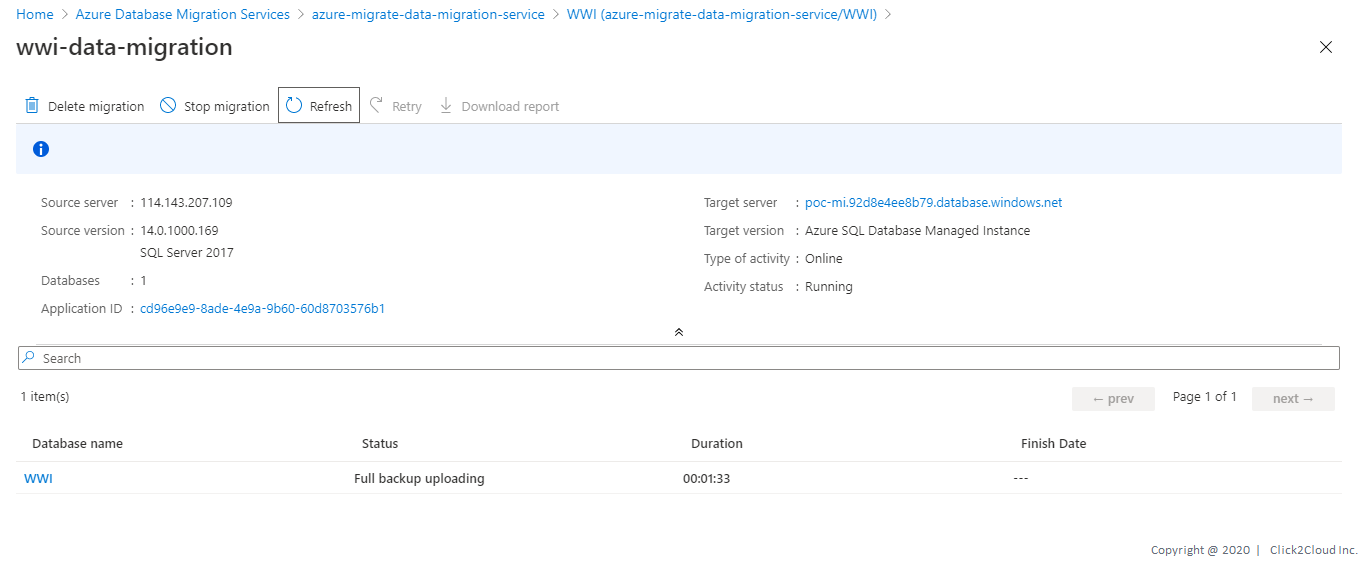 Home > Azure Database Migration Services > azure-migrate-data-migration-service > WWI (azure-migrate-data-migration-service/WWI) >
wwi-data-migration
Delete migration Stop migration Refresh Retry Download report
Source server : 114.143.207.109
Target server : poc-mi.92d8e4ee8b79.database.windows.net
Source version : 14.0.1000.169
SQL Server 2017
Target version : Azure SQL Database Managed Instance
Type of activity : Online
Databases : 1
Activity status : Running
Application ID : cd96e9e9-8ade-4e9a-9b60-60d8703576b1
Search
1 item(s)
← prev Page 1 of 1 next →
Database name Status Duration Finish Date
WWI Full backup uploading 00:01:33 ---
Copyright @ 2020 | Click2Cloud Inc.